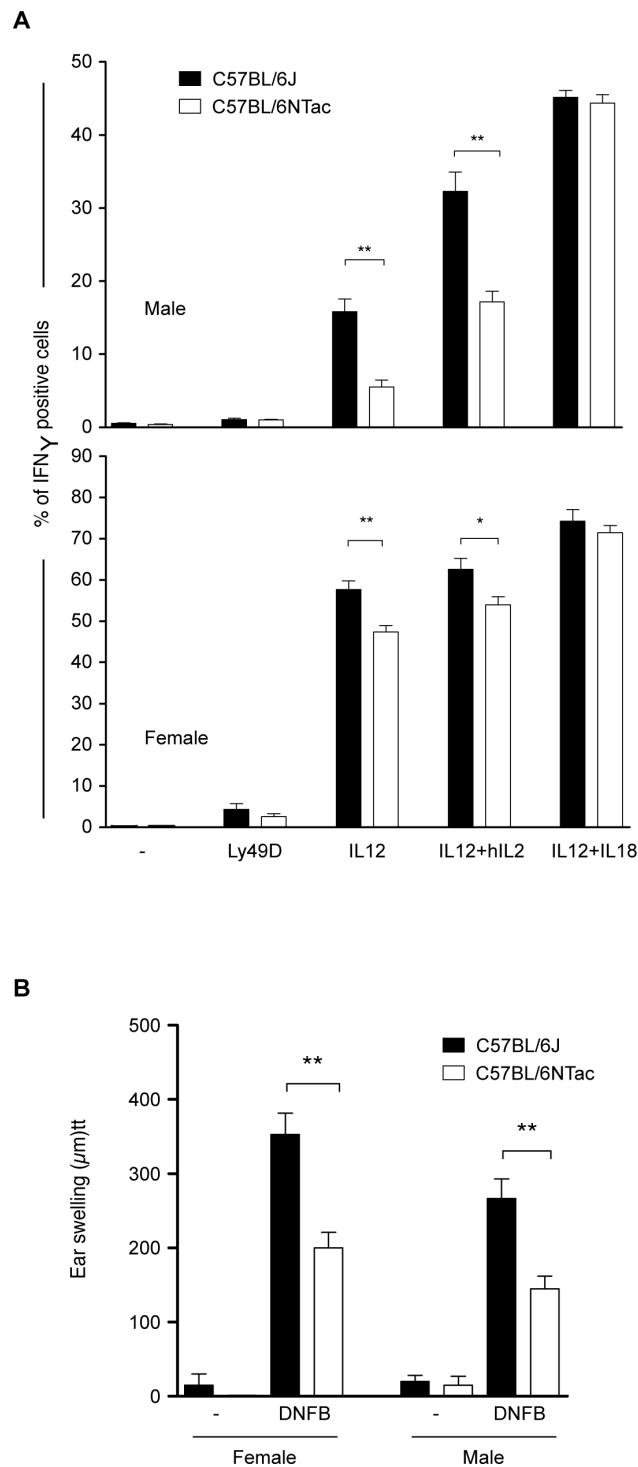 A
50
C57BL/6J
C57BL/6NTac
40
**
30
**
20
Male
10
0
% of IFNγ positive cells
90
80
**
*
70
60
50
40
30
Female
20
10
0
- Ly49D IL12 IL12+hIL2 IL12+IL18
B
500
C57BL/6J
C57BL/6NTac
**
400
**
300
Ear swelling (µm)tt
200
100
0
- DNFB - DNFB
Female Male